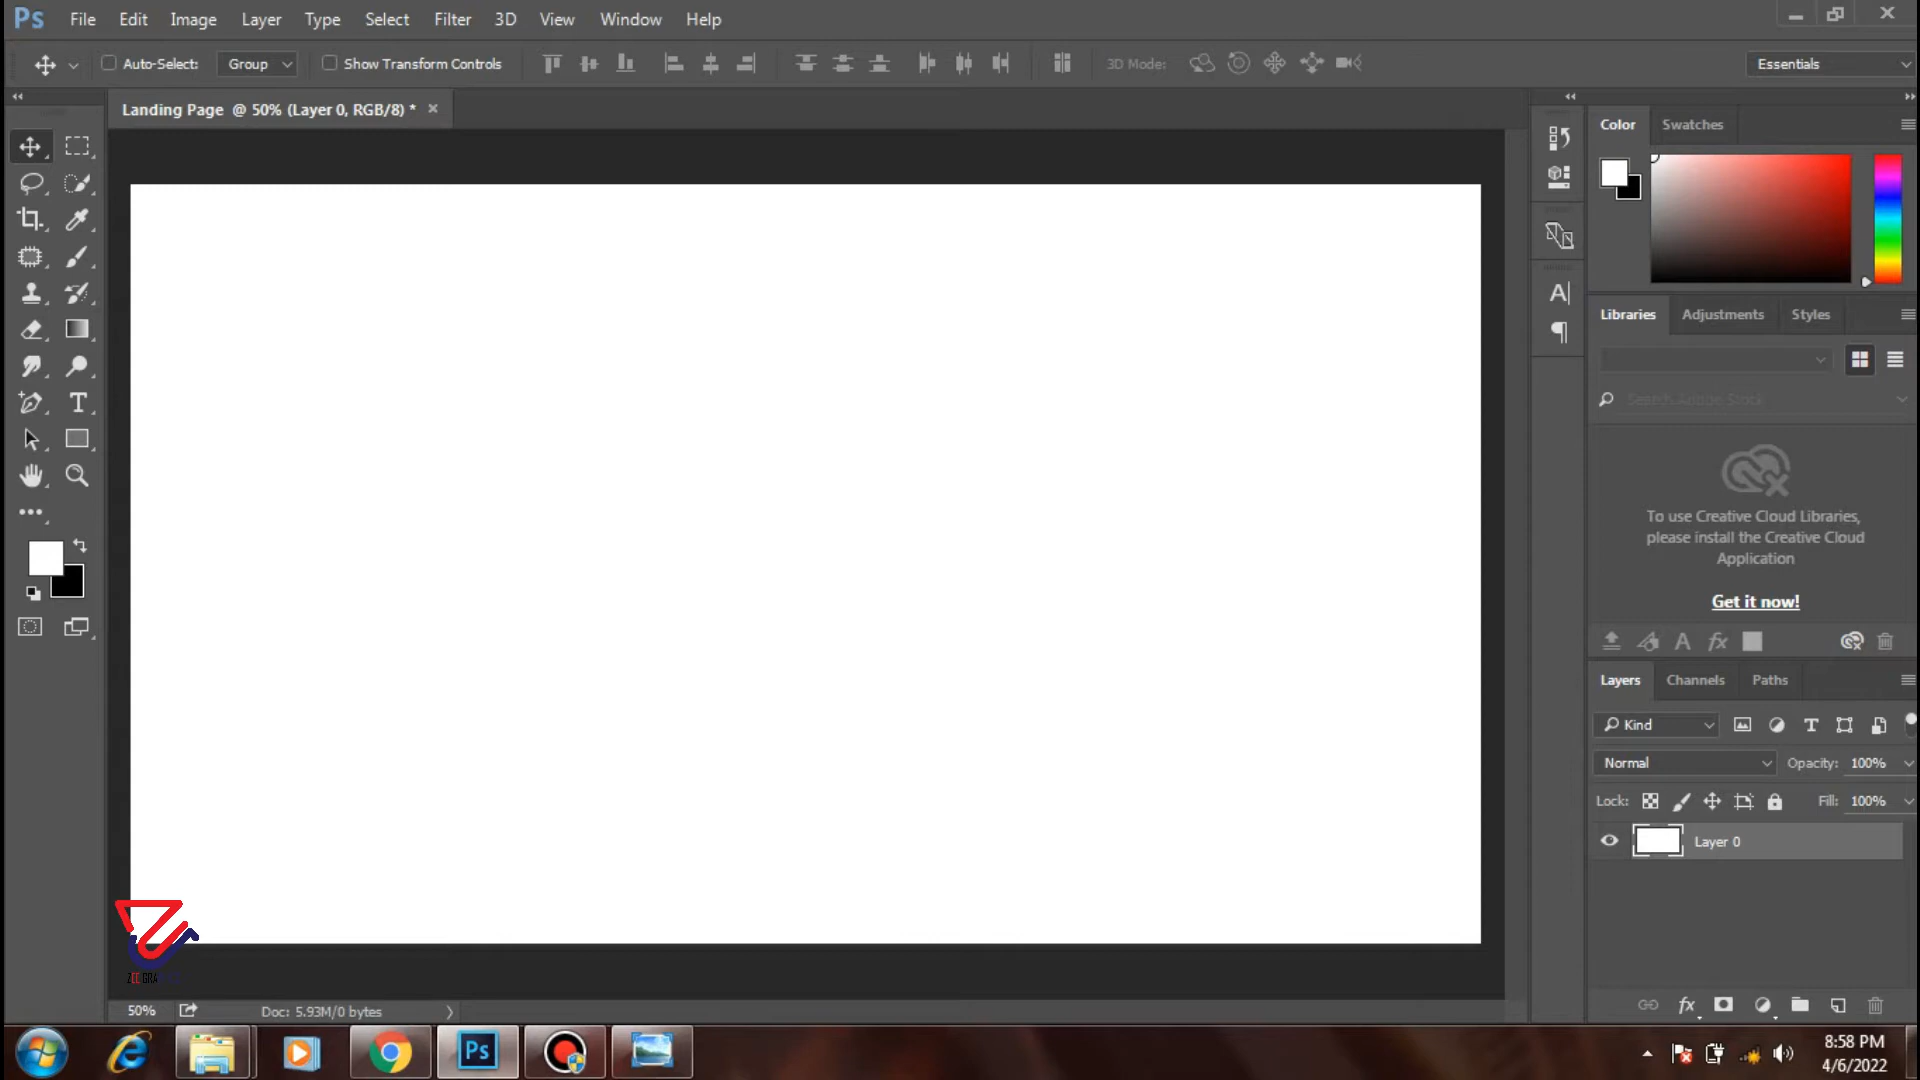 Ps File Edit Image Layer Type Select Filter 3D View Window Help
Auto-Select: Group Show Transform Controls 3D Mode: Essentials
Landing Page @ 50% (Layer 0, RGB/8) *
Color Swatches
Libraries Adjustments Styles
Search Adobe Stock
To use Creative Cloud Libraries,
please install the Creative Cloud
Application
Get it now!
Layers Channels Paths
Kind
Normal Opacity: 100%
Lock: Fill: 100%
Layer 0
50% Doc: 5.93M/0 bytes
Ps
8:58 PM
4/6/2022